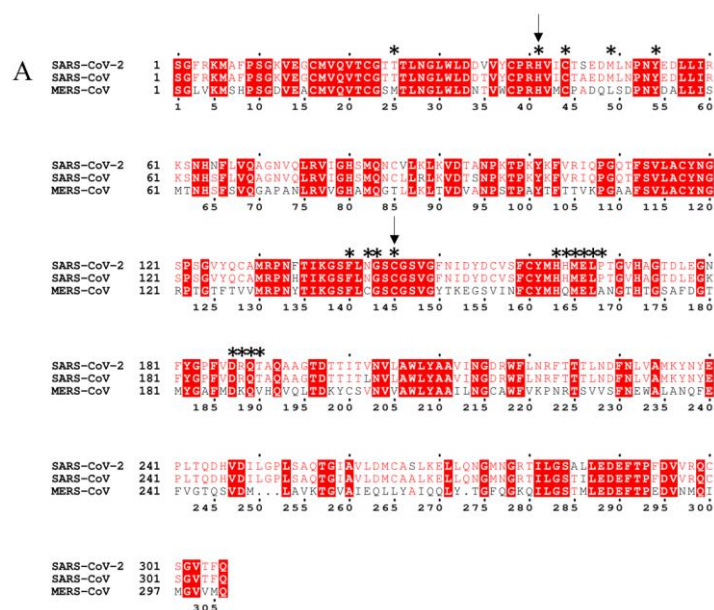 A
SARS-CoV-2 1 SGFRKMAFPSGKVEGCMVQVTCGTTTLNGLWLDDVVYCPRHVICTSEDMLNPNYEDLLIR
SARS-CoV 1 SGFRKMAFPSGKVEGCMVQVTCGTTTLNGLWLDDTVYCPRHVICTAEDMLNPNYEDLLIR
MERS-CoV 1 SGLVKMSHPSGDVEACMVQVTCGSMTLNGLWLDNTVWCPRHVMCPADQLSDPNYDALLIS
1 5 10 15 20 25 30 35 40 45 50 55 60
SARS-CoV-2 61 KSNHNFLVQAGNVQLRVIGHSMQNCVLKLKVDTANPKTPKYKFVRIQPGQTFSVLACYNG
SARS-CoV 61 KSNHSFLVQAGNVQLRVIGHSMQNCLLRLKVDTSNPKTPKYKFVRIQPGQTFSVLACYNG
MERS-CoV 61 MTNHSFSVQGAPANLRVVGHAMQGTLLKLTVDVANPSTPAYTFTTVKPGAAFSVLACYNG
65 70 75 80 85 90 95 100 105 110 115 120
SARS-CoV-2 121 SPSGVYQCAMRPNFTIKGSFLNGSCGSVGFNIDYDCVSFCYMHHMELPTGVHAGTDLEGN
SARS-CoV 121 SPSGVYQCAMRPNHTIKGSFLNGSCGSVGFNIDYDCVSFCYMHHMELPTGVHAGTDLEGK
MERS-CoV 121 RPTGTFTVVMRPNYTIKGSFLCGSCGSVGYTKEGSVINFCYMHQMELANGTHTGSAFDGT
125 130 135 140 145 150 155 160 165 170 175 180
SARS-CoV-2 181 FYGPFVDRQTAQAAGTDTTITVNVLAWLYAAVINGDRWFLNRFTTTLNDFNLVAMKYNYE
SARS-CoV 181 FYGPFVDRQTAQAAGTDTTITLNVLAWLYAAVINGDRWFLNRFTTTLNDFNLVAMKYNYE
MERS-CoV 181 MYGAFMDKQVHQVQLTDKYCSVNVVAWLYAAILNGCAWFVKPNRTSVVSFNEWALANQFE
185 190 195 200 205 210 215 220 225 230 235 240
SARS-CoV-2 241 PLTQDHVDILGPLSAQTGIAVLDMCASLKELLQNGMNGRTILGSALLEDEFTPFDVVRQC
SARS-CoV 241 PLTQDHVDILGPLSAQTGIAVLDMCAALKELLQNGMNGRTILGSTILEDEFTPFDVVRQC
MERS-CoV 241 FVGTQSVDM...LAVKTGVAIEQLLYAIQQLY.TGFQGKQILGSTMLEDEFTPEDVNMQI
245 250 255 260 265 270 275 280 285 290 295 300
SARS-CoV-2 301 SGVTFQ
SARS-CoV 301 SGVTFQ
MERS-CoV 297 MGVVMQ
305